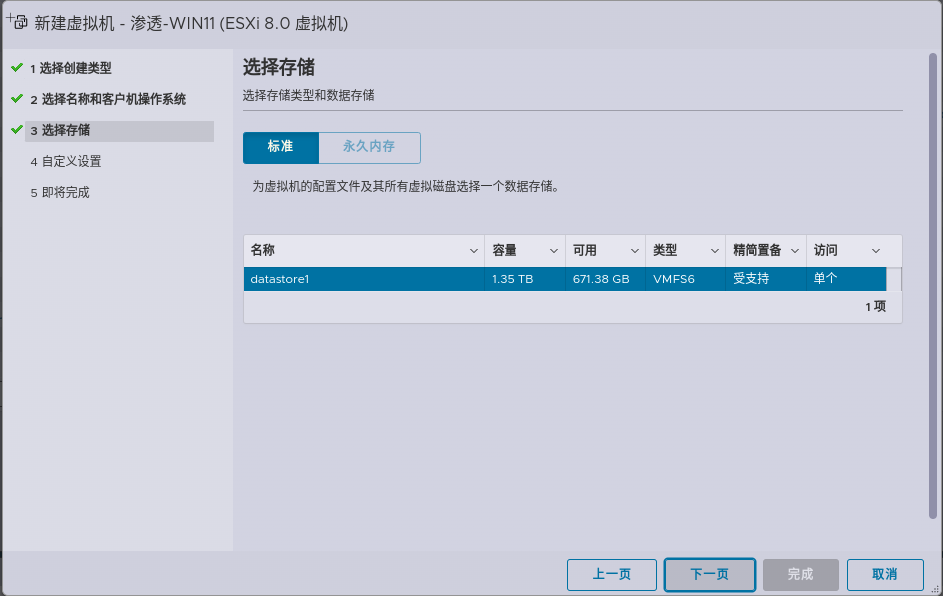 新建虚拟机 - 渗透-WIN11 (ESXi 8.0 虚拟机)
1 选择创建类型
2 选择名称和客户机操作系统
3 选择存储
4 自定义设置
5 即将完成
选择存储
选择存储类型和数据存储
标准 永久内存
为虚拟机的配置文件及其所有虚拟磁盘选择一个数据存储。
名称 容量 可用 类型 精简置备 访问
datastore1 1.35 TB 671.38 GB VMFS6 受支持 单个
1 项
上一页 下一页 完成 取消